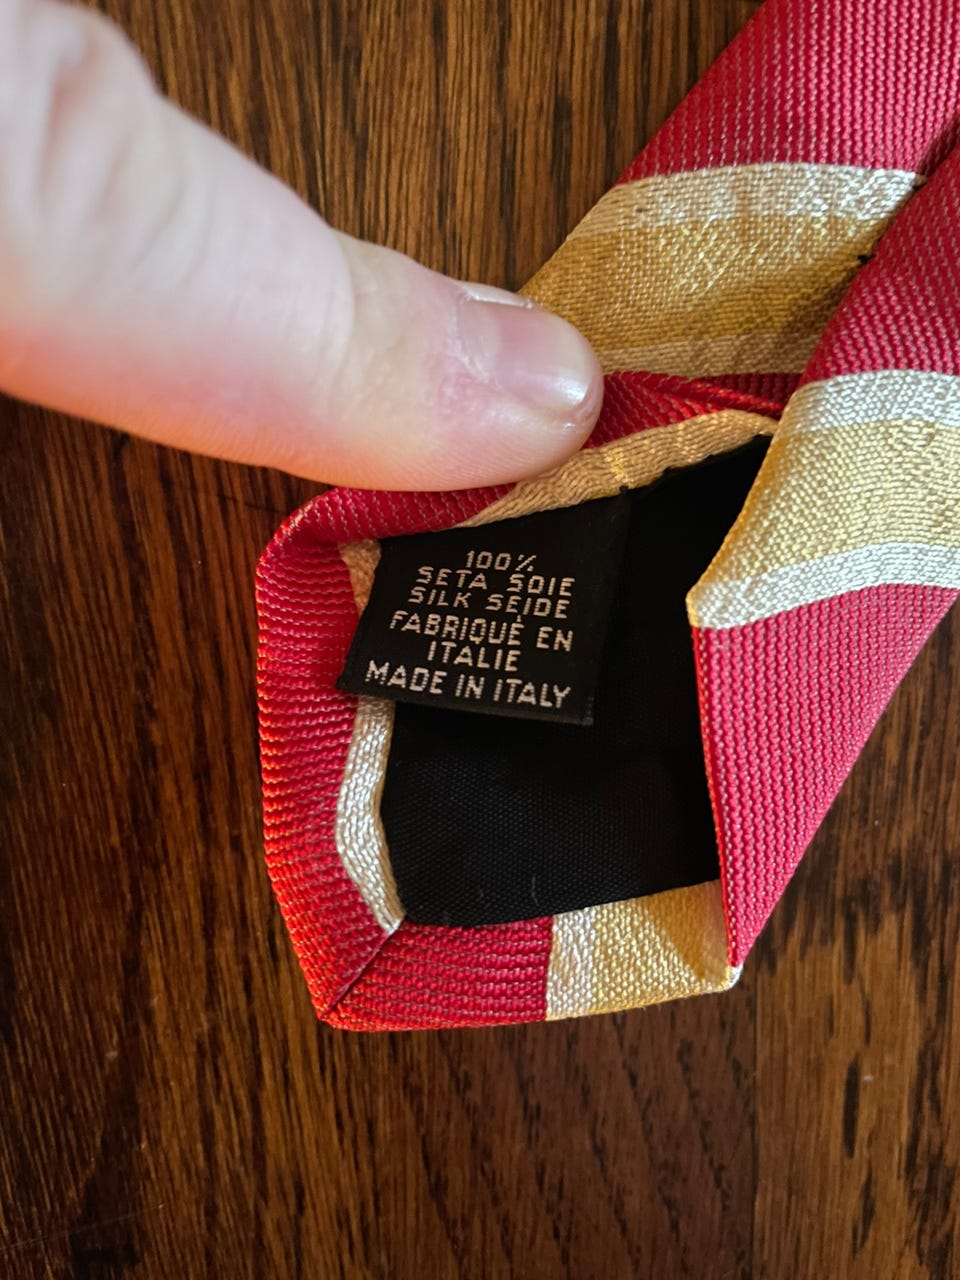 100%
SETA SOIE
SILK SEIDE
FABRIQUÉ EN
ITALIE
MADE IN ITALY